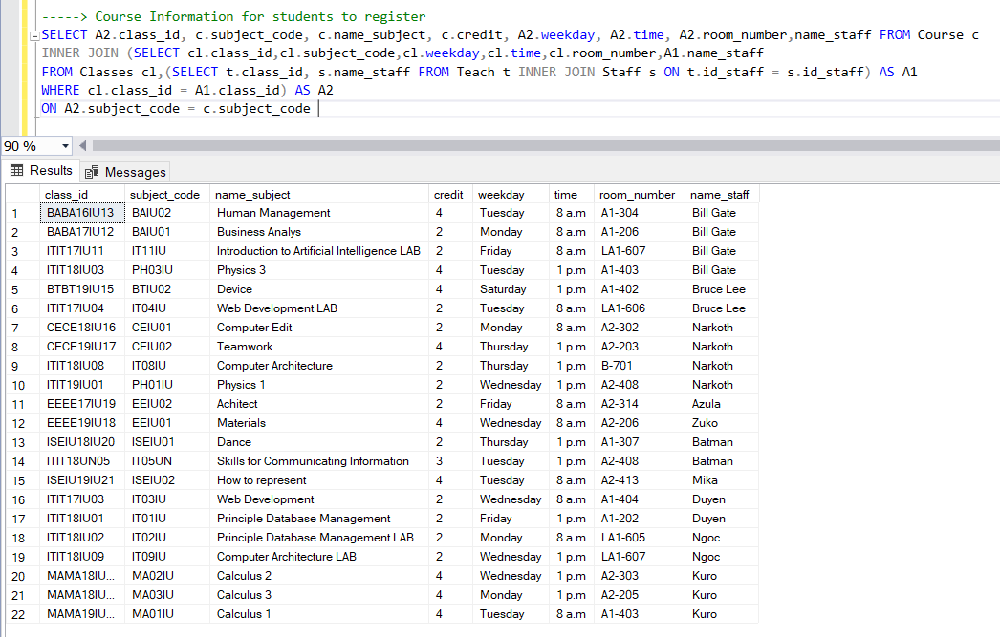 -----> Course Information for students to register
SELECT A2.class_id, c.subject_code, c.name_subject, c.credit, A2.weekday, A2.time, A2.room_number,name_staff FROM Course c
INNER JOIN (SELECT cl.class_id,cl.subject_code,cl.weekday,cl.time,cl.room_number,A1.name_staff
FROM Classes cl,(SELECT t.class_id, s.name_staff FROM Teach t INNER JOIN Staff s ON t.id_staff = s.id_staff) AS A1
WHERE cl.class_id = A1.class_id) AS A2
ON A2.subject_code = c.subject_code
90 %
Results Messages
class_id subject_code name_subject credit weekday time room_number name_staff
1 BABA16IU13 BAIU02 Human Management 4 Tuesday 8 a.m A1-304 Bill Gate
2 BABA17IU12 BAIU01 Business Analys 2 Monday 8 a.m A1-206 Bill Gate
3 ITIT17IU11 IT11IU Introduction to Artificial Intelligence LAB 2 Friday 8 a.m LA1-607 Bill Gate
4 ITIT18IU03 PH03IU Physics 3 4 Tuesday 1 p.m A1-403 Bill Gate
5 BTBT19IU15 BTIU02 Device 4 Saturday 1 p.m A1-402 Bruce Lee
6 ITIT17IU04 IT04IU Web Development LAB 2 Tuesday 8 a.m LA1-606 Bruce Lee
7 CECE18IU16 CEIU01 Computer Edit 2 Monday 8 a.m A2-302 Narkoth
8 CECE19IU17 CEIU02 Teamwork 4 Thursday 1 p.m A2-203 Narkoth
9 ITIT18IU08 IT08IU Computer Architecture 2 Thursday 1 p.m B-701 Narkoth
10 ITIT19IU01 PH01IU Physics 1 2 Wednesday 1 p.m A2-408 Narkoth
11 EEEE17IU19 EEIU02 Achitect 2 Friday 8 a.m A2-314 Azula
12 EEEE19IU18 EEIU01 Materials 4 Wednesday 8 a.m A2-206 Zuko
13 ISEIU18IU20 ISEIU01 Dance 2 Thursday 1 p.m A1-307 Batman
14 ITIT18UN05 IT05UN Skills for Communicating Information 3 Tuesday 1 p.m A2-408 Batman
15 ISEIU19IU21 ISEIU02 How to represent 4 Tuesday 8 a.m A2-413 Mika
16 ITIT17IU03 IT03IU Web Development 2 Wednesday 8 a.m A1-404 Duyen
17 ITIT18IU01 IT01IU Principle Database Management 2 Friday 1 p.m A1-202 Duyen
18 ITIT18IU02 IT02IU Principle Database Management LAB 2 Monday 8 a.m LA1-605 Ngoc
19 ITIT18IU09 IT09IU Computer Architecture LAB 2 Wednesday 1 p.m LA1-607 Ngoc
20 MAMA18IU... MA02IU Calculus 2 4 Wednesday 1 p.m A2-303 Kuro
21 MAMA18IU... MA03IU Calculus 3 4 Monday 1 p.m A2-205 Kuro
22 MAMA19IU... MA01IU Calculus 1 4 Tuesday 8 a.m A1-403 Kuro